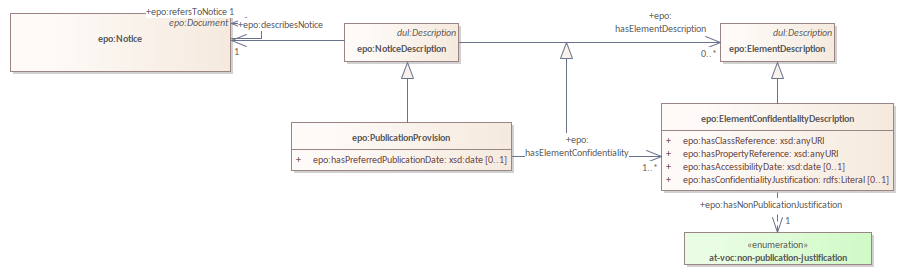 +epo:refersToNotice 1
epo:Document
epo:Notice
+epo:describesNotice
1
dul:Description
epo:NoticeDescription
+epo:
hasElementDescription
0..*
dul:Description
epo:ElementDescription
epo:PublicationProvision
+ epo:hasPreferredPublicationDate: xsd:date [0..1]
+epo:
hasElementConfidentiality
1..*
epo:ElementConfidentialityDescription
+ epo:hasClassReference: xsd:anyURI
+ epo:hasPropertyReference: xsd:anyURI
+ epo:hasAccessibilityDate: xsd:date [0..1]
+ epo:hasConfidentialityJustification: rdfs:Literal [0..1]
+epo:hasNonPublicationJustification
1
«enumeration»
at-voc:non-publication-justification